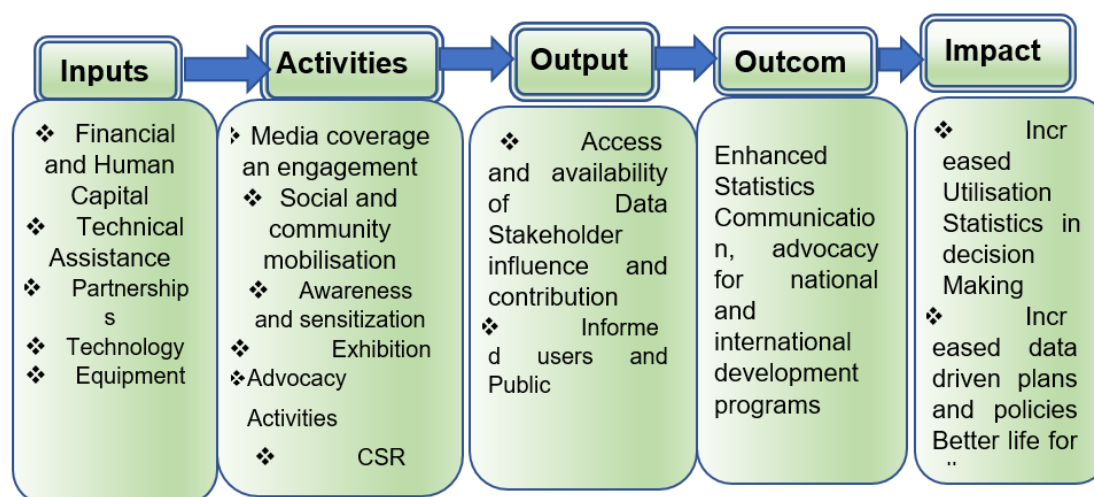 Inputs
Activities
Output
Outcom
Impact
❖ Financial
and Human
Capital
❖ Technical
Assistance
❖ Partnership
s
❖ Technology
❖ Equipment
❖ Media coverage
an engagement
❖ Social and
community
mobilisation
❖ Awareness
and sensitization
❖ Exhibition
❖ Advocacy
Activities
❖ CSR
❖ Access
and availability
of Data
Stakeholder
influence and
contribution
❖ Informe
d users and
Public
Enhanced
Statistics
Communicatio
n, advocacy
for national
and
international
development
programs
❖ Incr
eased
Utilisation
Statistics in
decision
Making
❖ Incr
eased data
driven plans
and policies
Better life for